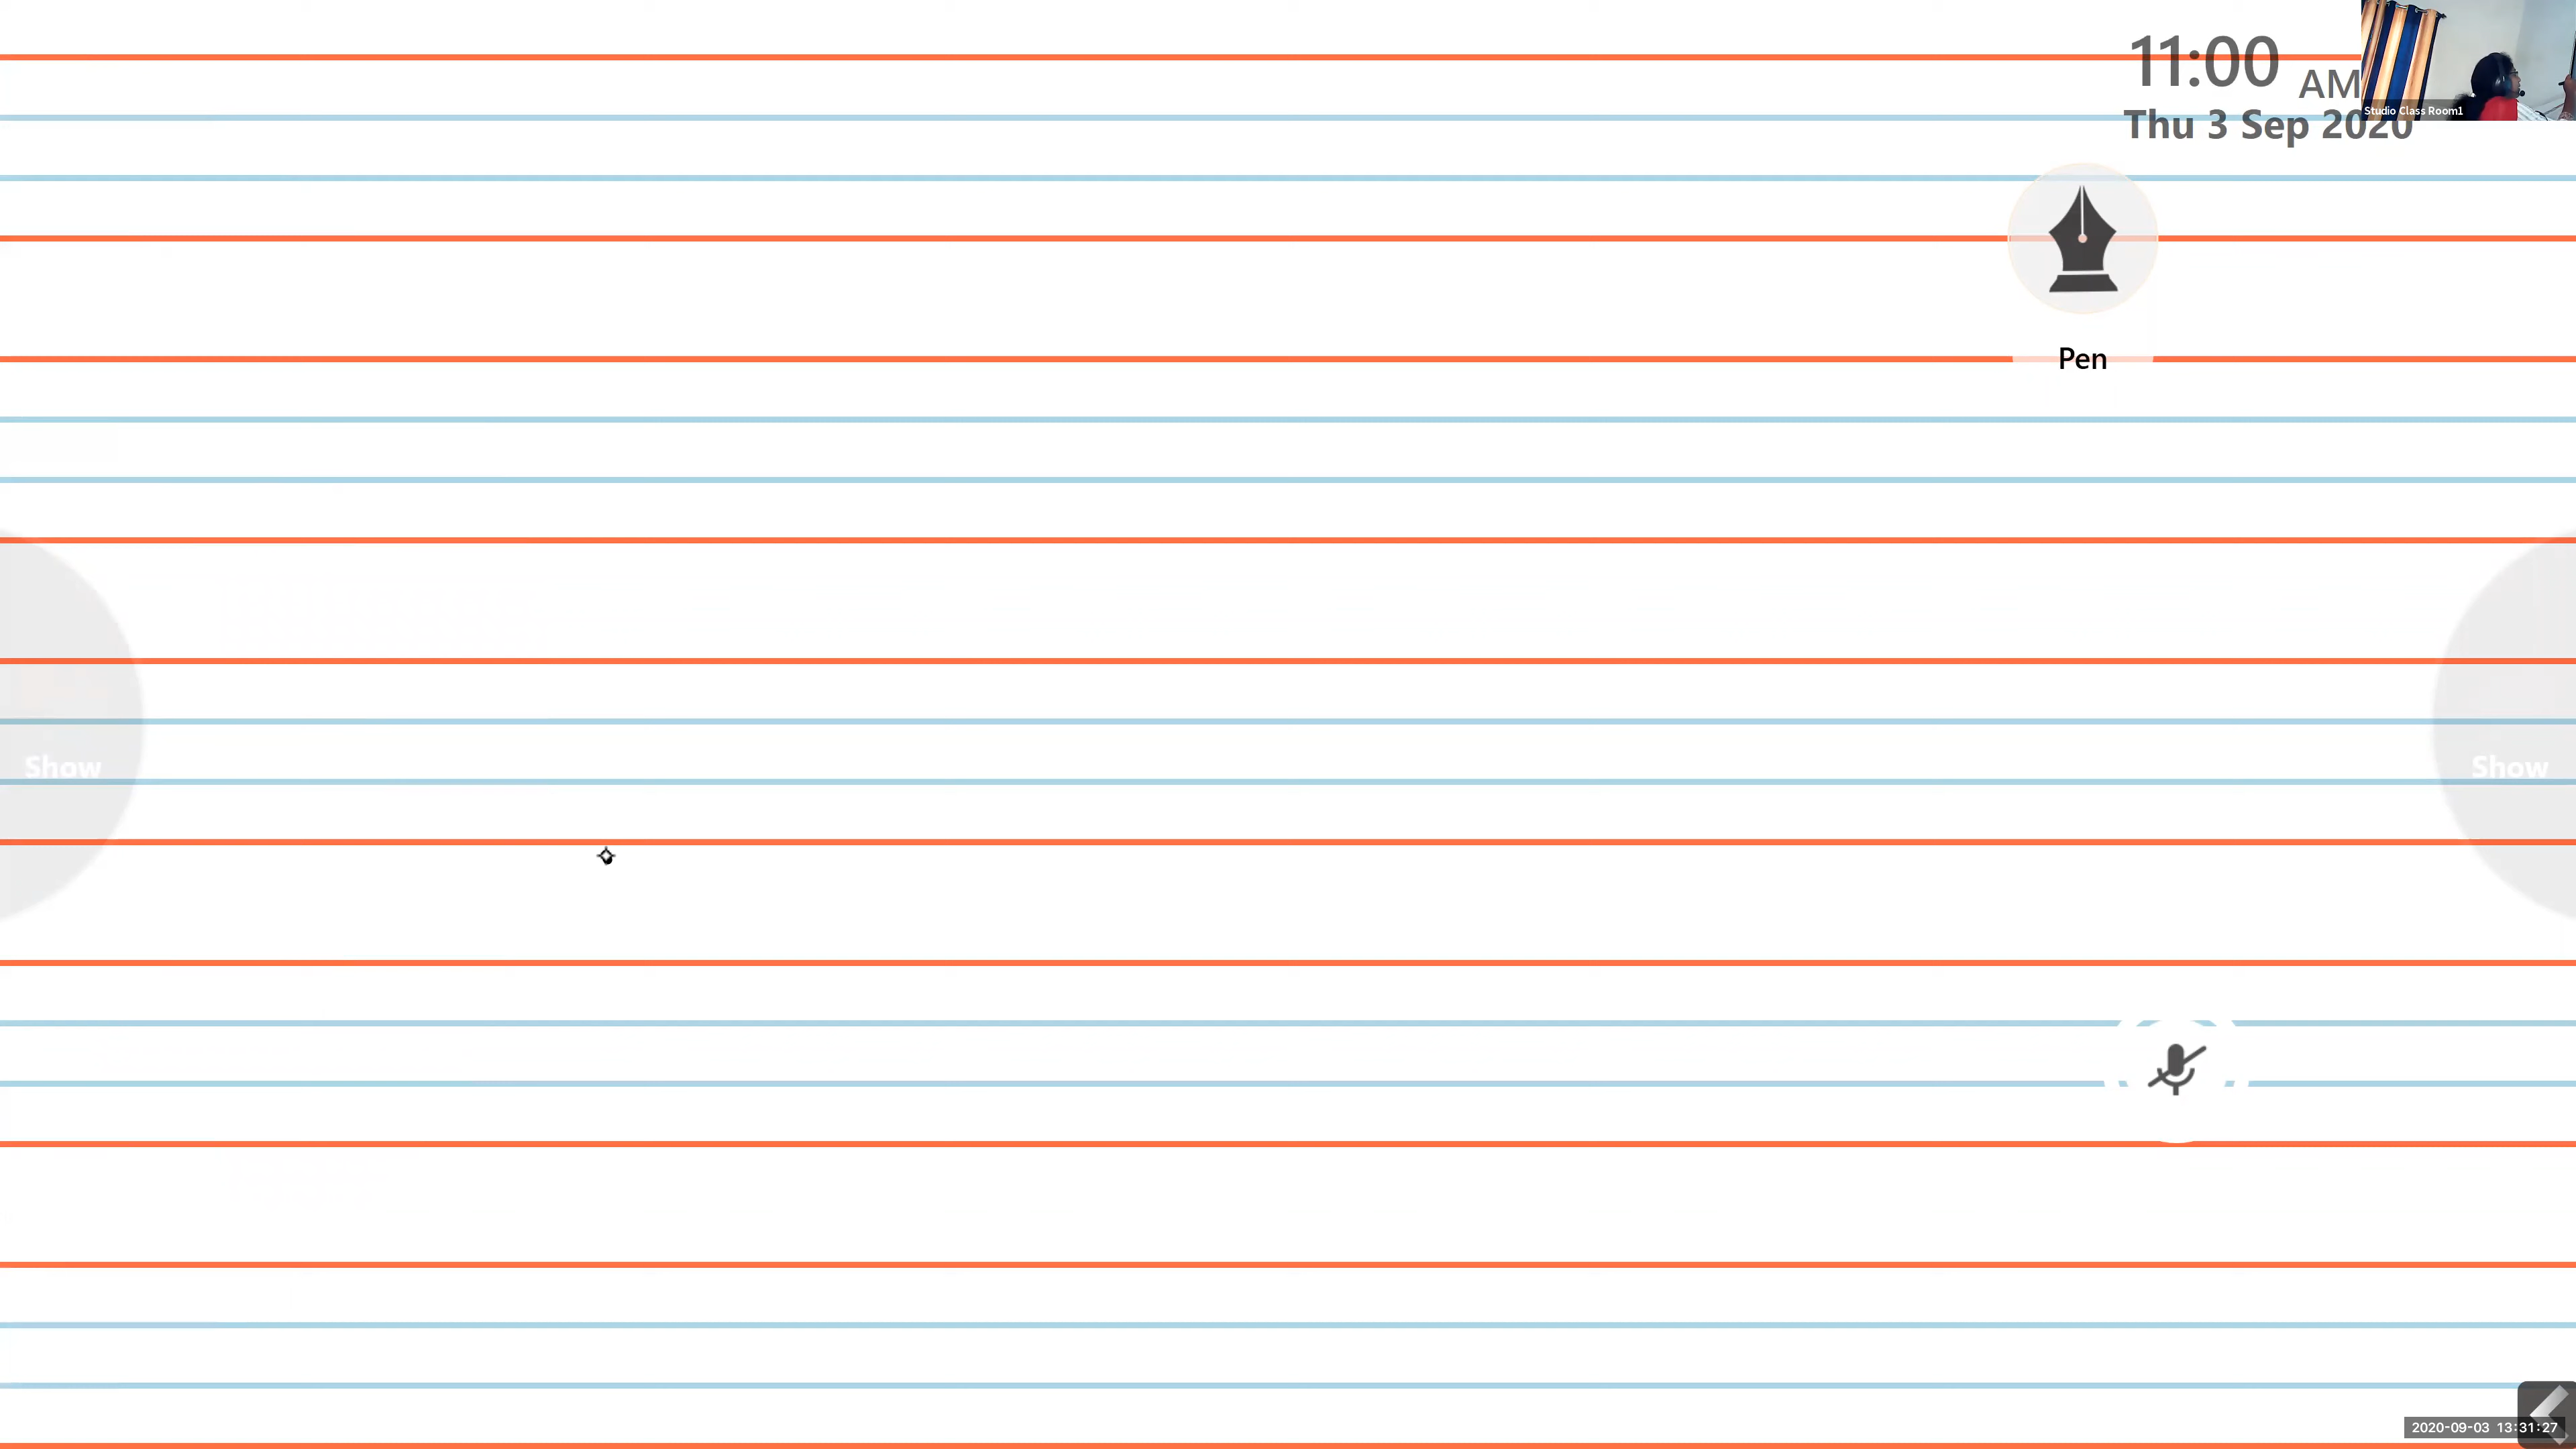 11:00 AM
Studio Class Room1
Thu 3 Sep 2020
Pen
Show
Show
2020-09-03 13:31:27